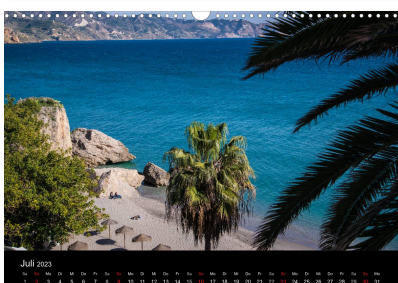 Juli 2023
Sa So Mo Di Mi Do Fr Sa So Mo Di Mi Do Fr Sa So Mo Di Mi Do Fr Sa So Mo Di Mi Do Fr Sa So Mo
1 2 3 4 5 6 7 8 9 10 11 12 13 14 15 16 17 18 19 20 21 22 23 24 25 26 27 28 29 30 31